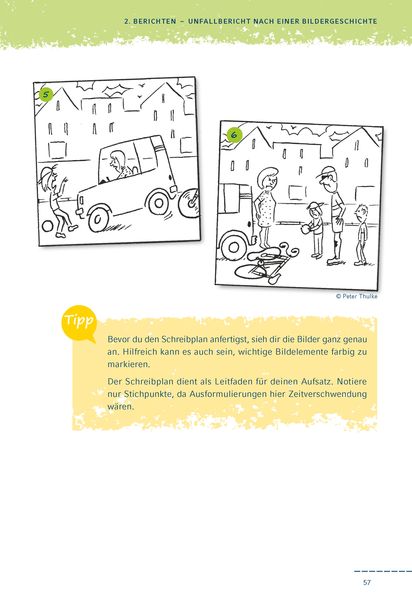 2. BERICHTEN – UNFALLBERICHT NACH EINER BILDERGESCHICHTE
5
6
© Peter Thulke
Tipp
Bevor du den Schreibplan anfertigst, sieh dir die Bilder ganz genau
an. Hilfreich kann es auch sein, wichtige Bildelemente farbig zu
markieren.
Der Schreibplan dient als Leitfaden für deinen Aufsatz. Notiere
nur Stichpunkte, da Ausformulierungen hier Zeitverschwendung
wären.
57